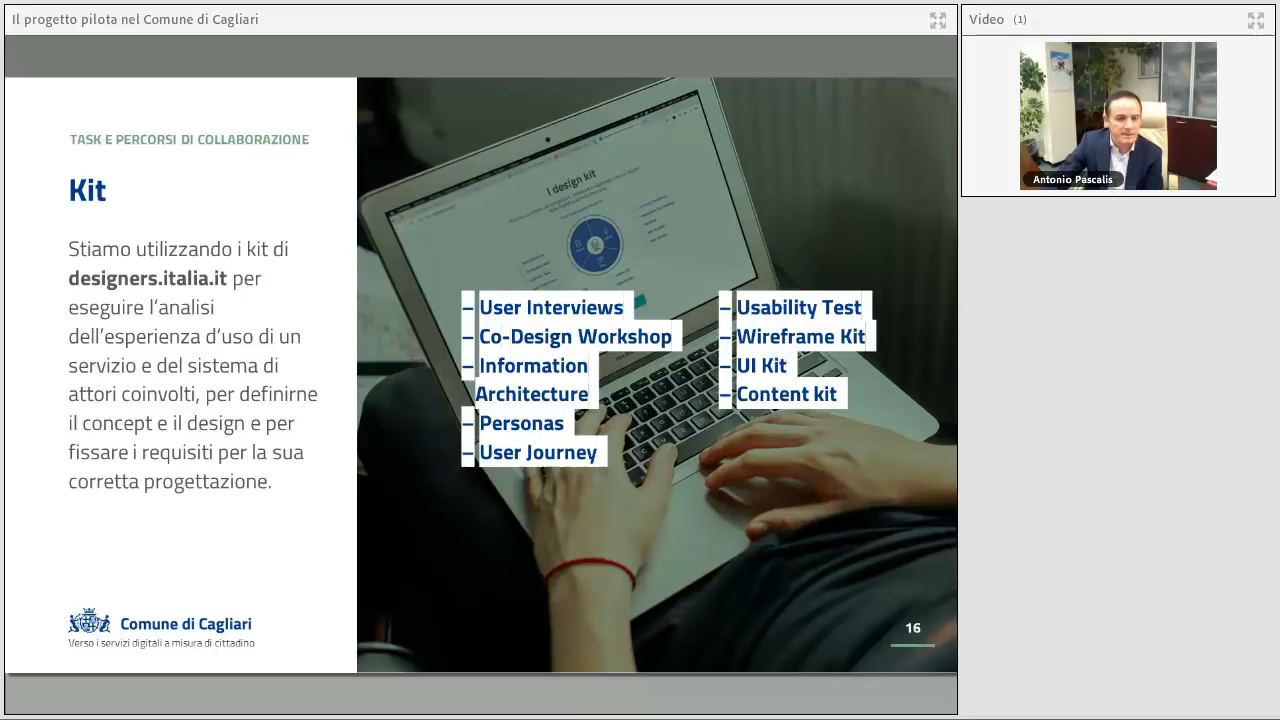 Il progetto pilota nel Comune di Cagliari
Video (1)
Antonio Pascalis
TASK E PERCORSI DI COLLABORAZIONE
Kit
Stiamo utilizzando i kit di
designers.italia.it per
eseguire l’analisi
dell’esperienza d’uso di un
servizio e del sistema di
attori coinvolti, per definirne
il concept e il design e per
fissare i requisiti per la sua
corretta progettazione.
I design kit
– User Interviews
– Co-Design Workshop
– Information
Architecture
– Personas
– User Journey
– Usability Test
– Wireframe Kit
– UI Kit
– Content kit
Comune di Cagliari
Verso i servizi digitali a misura di cittadino
16